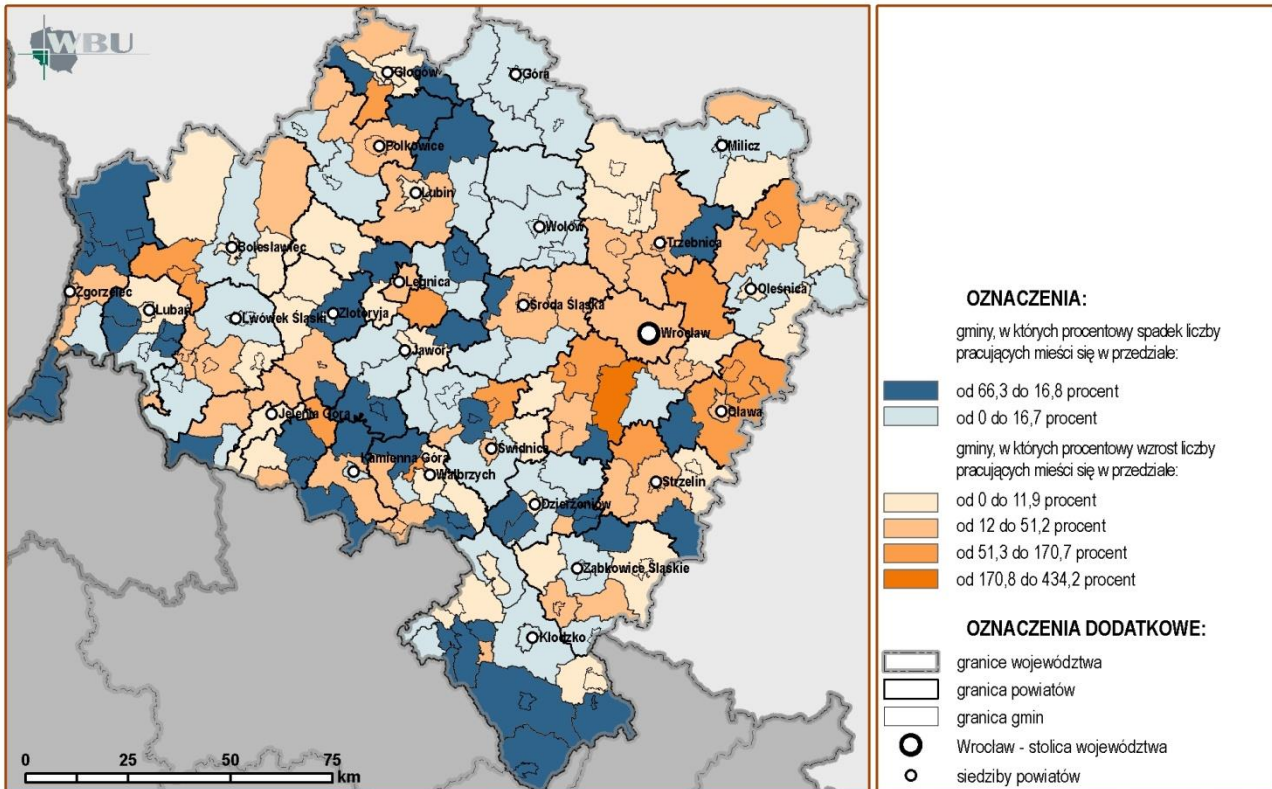 WBU
Głogów
Góra
Polkowice
Milicz
Lubin
Wołów
Bolesławiec
Trzebnica
Zgorzelec
Legnica
Oleśnica
Lubań
Lwówek Śląski
Złotoryja
Środa Śląska
Wrocław
Jawor
Jelenia Góra
Oława
Świdnica
Kamienna Góra
Wałbrzych
Strzelin
Dzierżoniów
Ząbkowice Śląskie
Kłodzko
0 25 50 75
km
OZNACZENIA:
gminy, w których procentowy spadek liczby
pracujących mieści się w przedziale:
od 66,3 do 16,8 procent
od 0 do 16,7 procent
gminy, w których procentowy wzrost liczby
pracujących mieści się w przedziale:
od 0 do 11,9 procent
od 12 do 51,2 procent
od 51,3 do 170,7 procent
od 170,8 do 434,2 procent
OZNACZENIA DODATKOWE:
granice województwa
granica powiatów
granica gmin
Wrocław - stolica województwa
siedziby powiatów